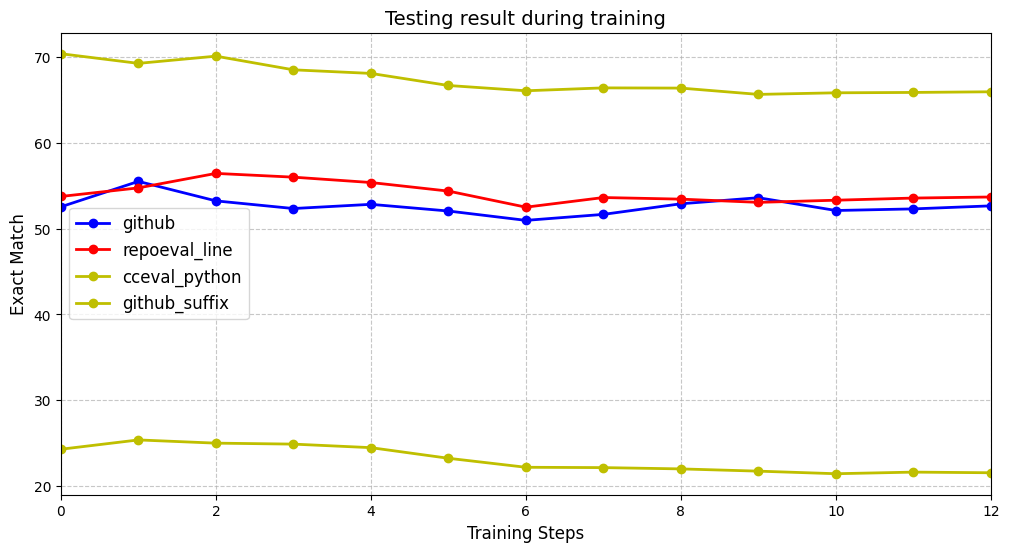 Testing result during training
Exact Match
70
60
50
40
30
20
github
repoeval_line
cceval_python
github_suffix
0 2 4 6 8 10 12
Training Steps